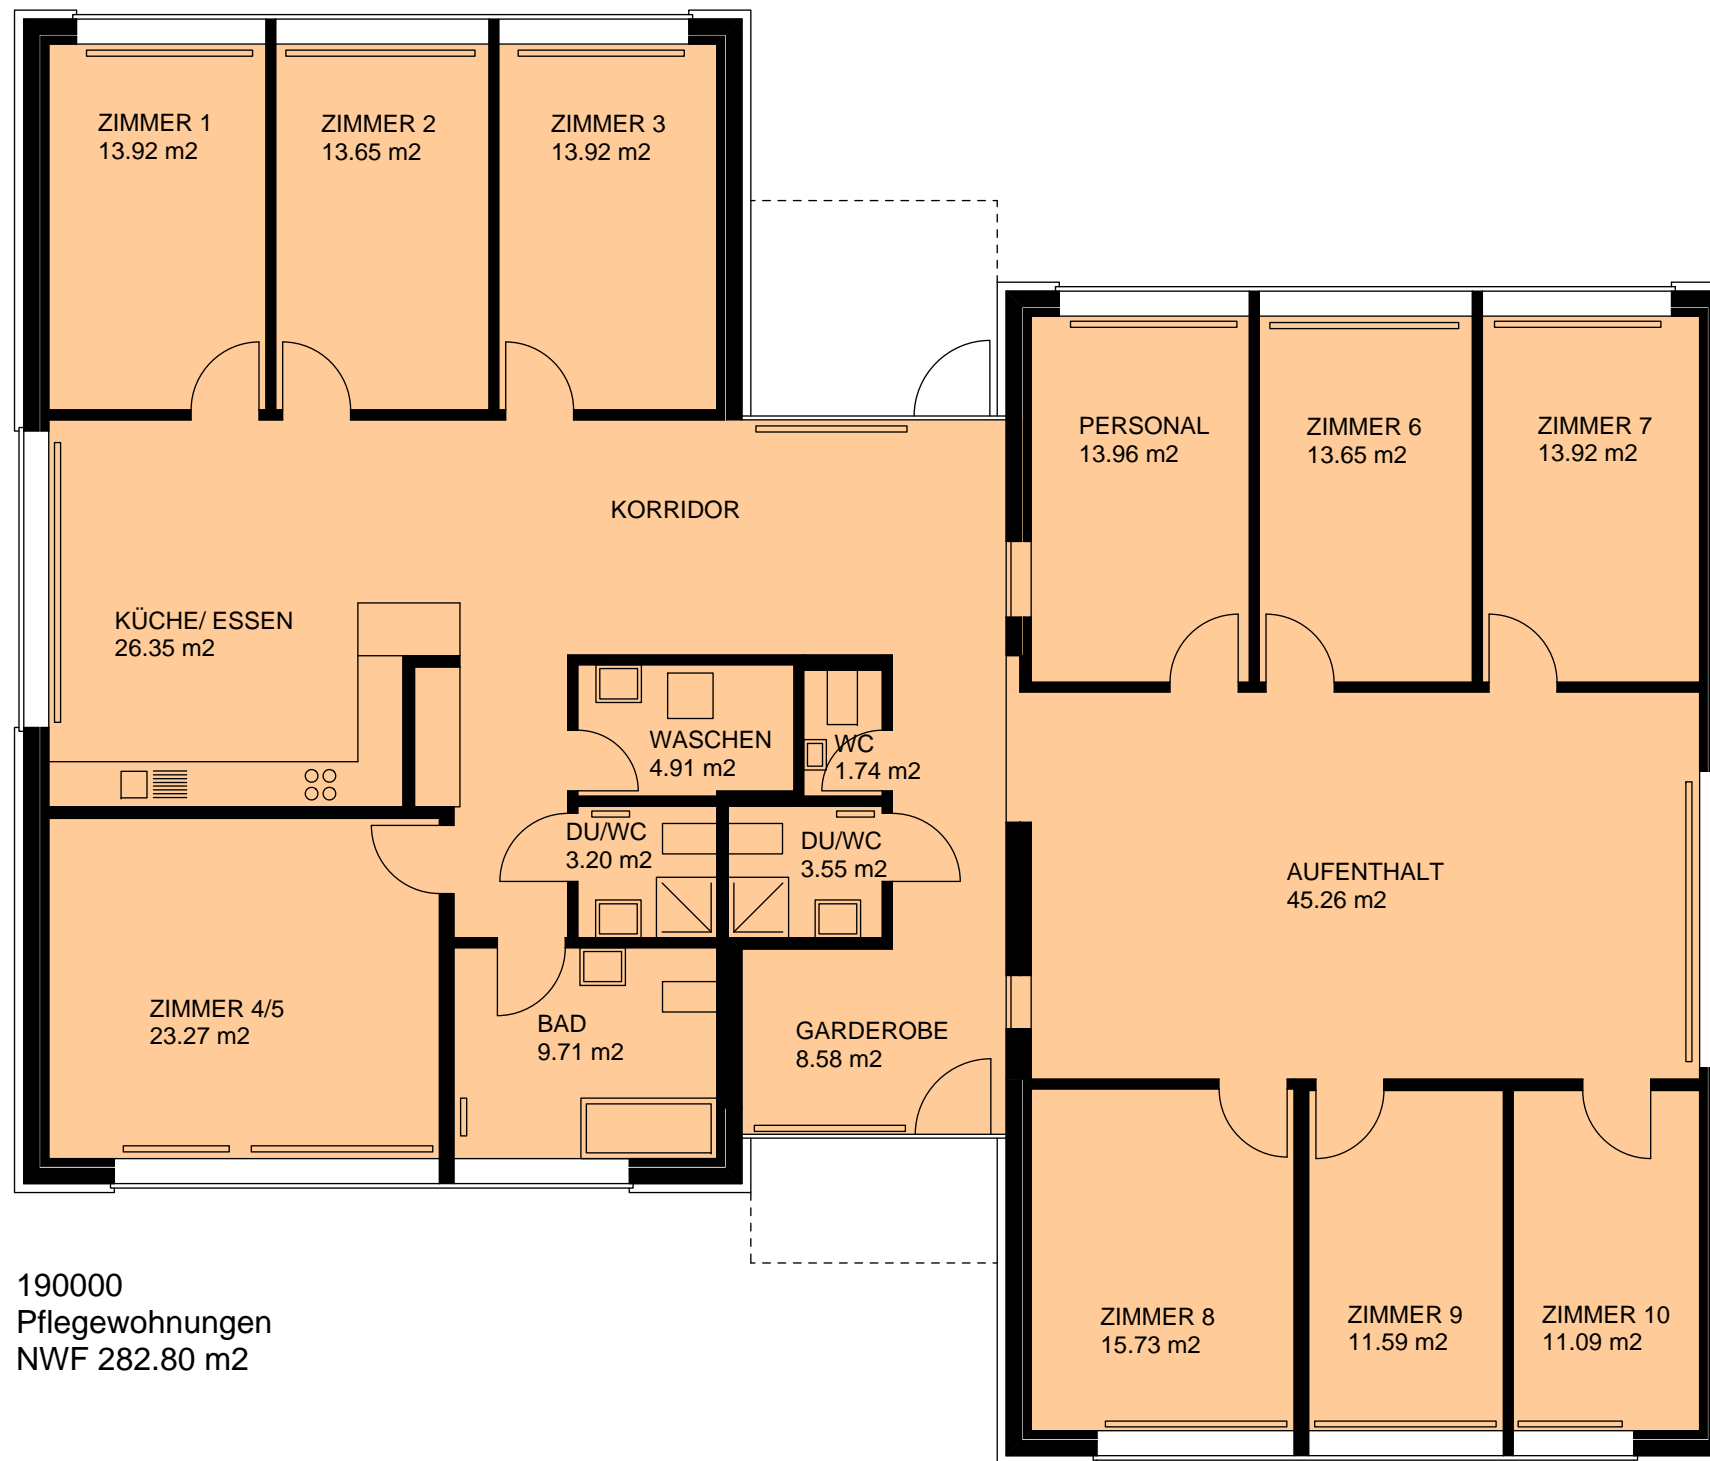 ZIMMER 1
13.92 m2
ZIMMER 2
13.65 m2
ZIMMER 3
13.92 m2
PERSONAL
13.96 m2
ZIMMER 6
13.65 m2
ZIMMER 7
13.92 m2
KORRIDOR
KÜCHE/ ESSEN
26.35 m2
WASCHEN
4.91 m2
WC
1.74 m2
DU/WC
3.20 m2
DU/WC
3.55 m2
AUFENTHALT
45.26 m2
ZIMMER 4/5
23.27 m2
BAD
9.71 m2
GARDEROBE
8.58 m2
ZIMMER 8
15.73 m2
ZIMMER 9
11.59 m2
ZIMMER 10
11.09 m2
190000
Pflegewohnungen
NWF 282.80 m2